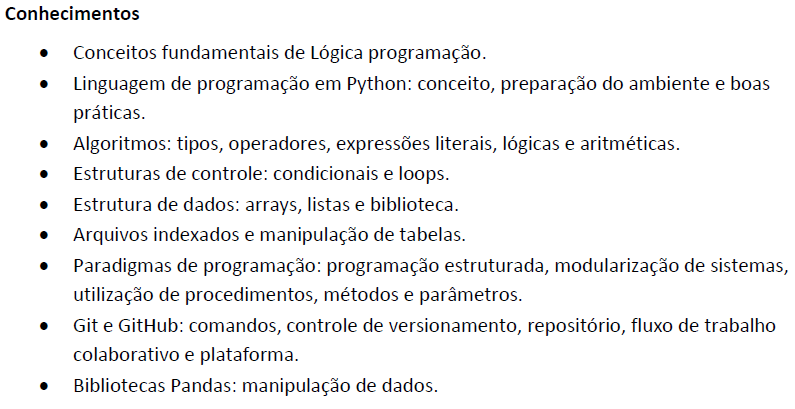 Conhecimentos
• Conceitos fundamentais de Lógica programação.
• Linguagem de programação em Python: conceito, preparação do ambiente e boas
práticas.
• Algoritmos: tipos, operadores, expressões literais, lógicas e aritméticas.
• Estruturas de controle: condicionais e loops.
• Estrutura de dados: arrays, listas e biblioteca.
• Arquivos indexados e manipulação de tabelas.
• Paradigmas de programação: programação estruturada, modularização de sistemas,
utilização de procedimentos, métodos e parâmetros.
• Git e GitHub: comandos, controle de versionamento, repositório, fluxo de trabalho
colaborativo e plataforma.
• Bibliotecas Pandas: manipulação de dados.